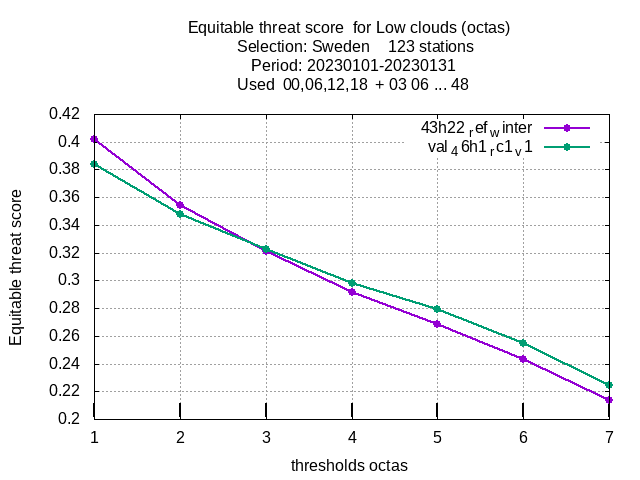 Equitable threat score  for Low clouds (octas)
Selection: Sweden    123 stations
Period: 20230101-20230131
Used  00,06,12,18  + 03 06 ... 48
43h22refwinter
val46h1rc1v1
Equitable threat score
0.42
0.4
0.38
0.36
0.34
0.32
0.3
0.28
0.26
0.24
0.22
0.2
1 2 3 4 5 6 7
thresholds octas